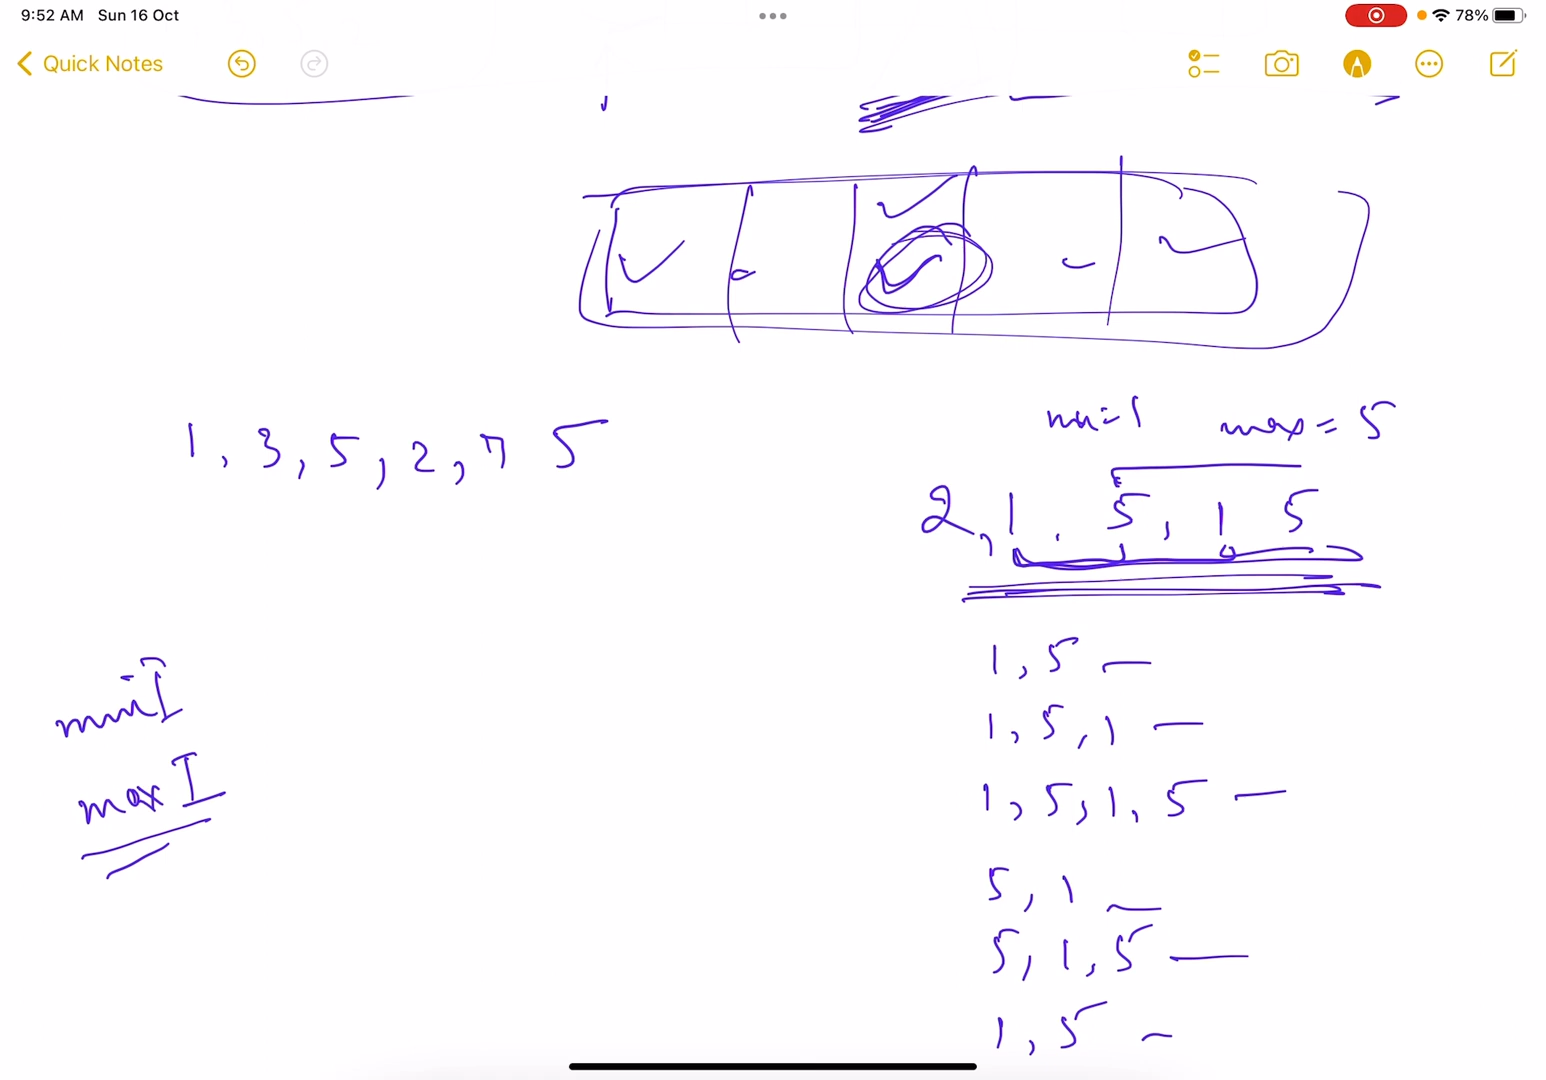 9:52 AM Sun 16 Oct
78%
Quick Notes
min=1 max=5
1, 3, 5, 2, 7 5
2, 1, 5, 1 5
1, 5 —
minI
1, 5, 1 —
maxI
1, 5, 1, 5 —
5, 1 —
5, 1, 5 —
1, 5 –